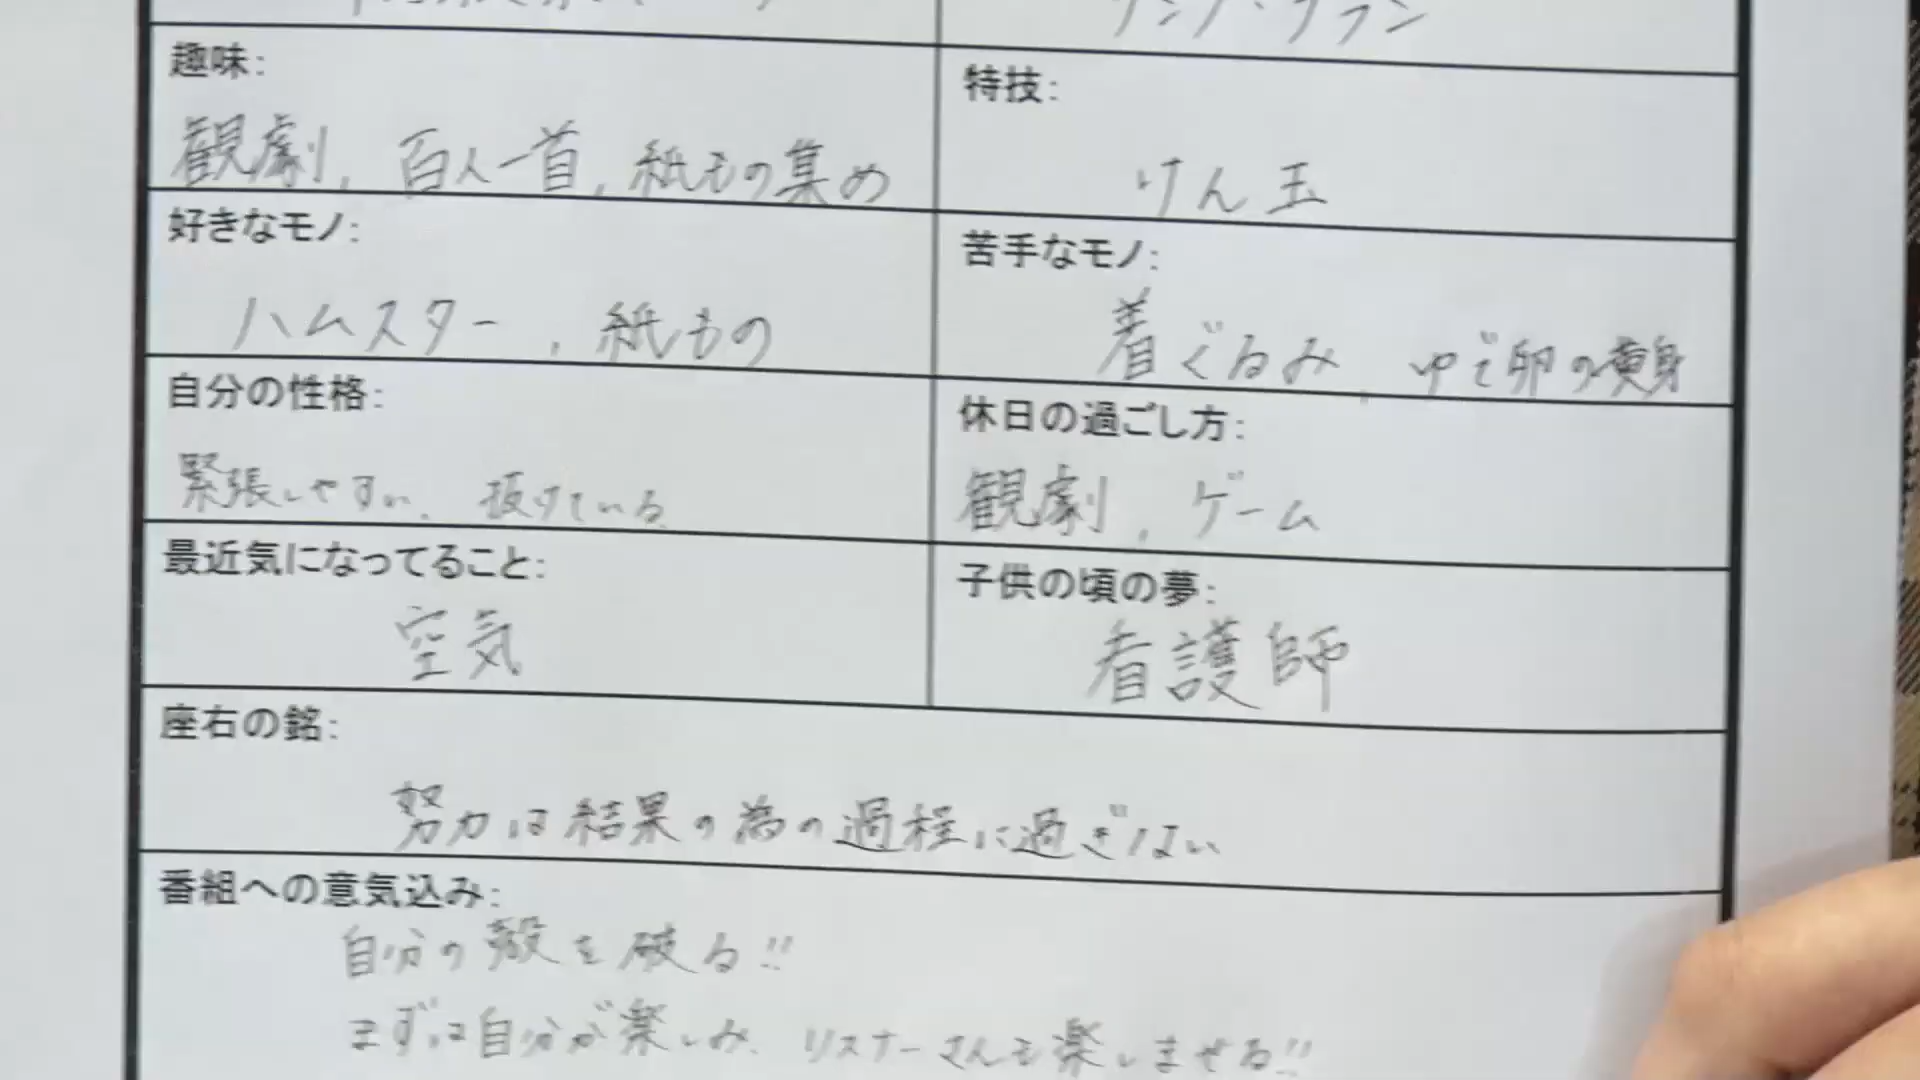 趣味:
観劇, 百人一首, 紙もの集め
特技:
けん玉
好きなモノ:
ハムスター, 紙もの
苦手なモノ:
着ぐるみ, ゆで卵の黄身
自分の性格:
緊張しやすい、抜けている
休日の過ごし方:
観劇, ゲーム
最近気になってること:
空気
子供の頃の夢:
看護師
座右の銘:
努力は結果の為の過程に過ぎない
番組への意気込み:
自分の殻を破る!!
まずは自分が楽しみ、リスナーさんも楽しませる!!